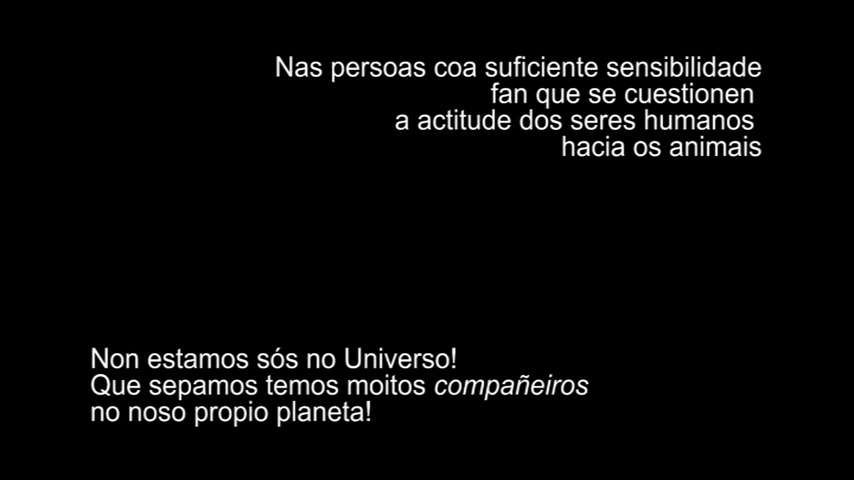 Nas persoas coa suficiente sensibilidade
fan que se cuestionen
a actitude dos seres humanos
hacia os animais
Non estamos sós no Universo!
Que sepamos temos moitos compañeiros
no noso propio planeta!